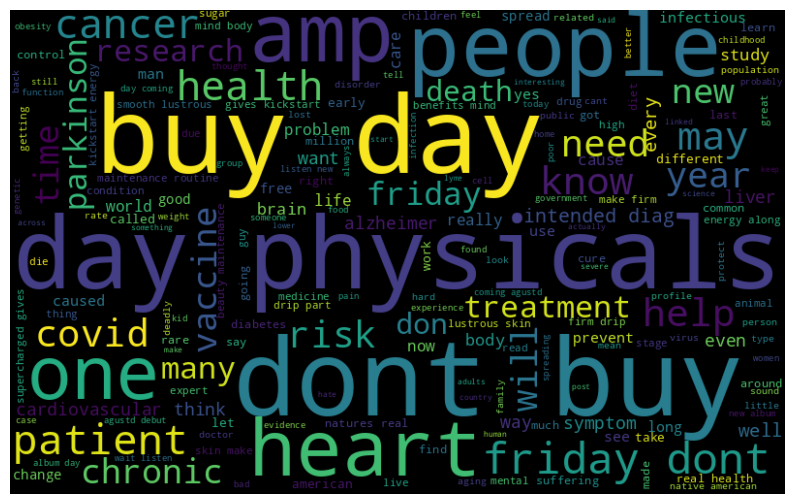 sugar
mind body
children
feel
related
said
infectious
obesity
cancer
amp
people
spread
learn
childhood
better
control
research
care
study
still
thought
man
tell
population
back
function
day coming
disorder
health
death
yes
drug
cant
interesting
new
probably
parkinson
kickstart energy
smooth lustrous
gives kickstart
early
benefits mind
today
diet
great
getting
lost
public
got
last
time
buy day
problem
need
every
may
due
million
start
infection
high
group
want
poor
cause
different
linked
maintenance routine
always
listen new
home
condition
free
right
friday
lyme
cell
know
year
keep
genetic
world
good
life
government
make firm
science
across
called
brain
someone
food
liver
common
rate
weight
alzheimer
really
intended diag
energy along
something
lower
guy
use
actually
day physicals
die
vaccine
beauty maintenance
going
work
found
look
cure
severe
protect
caused
medicine
pain
coming agustd
profile
animal
thing
drip part
hard
treatment
help
supercharged gives
covid
deadly
kid
diabetes
risk
don
experience
lustrous skin
firm drip
prevent
person
rare
make
say
now
body
read
stage
virus
even
type
mean
women
one
many
dont buy
will
spreading
expert
adults
post
around
sound
cardiovascular
think
hate
country
family
little
case
agustd debut
let
natures real
way
much
symptom
long
well
patient
doctor
evidence
heart
human
see
take
album day
wait listen
skin make
find
friday dont
new album
change
chronic
bad
american
live
aging
mental
suffering
made
real health
native american